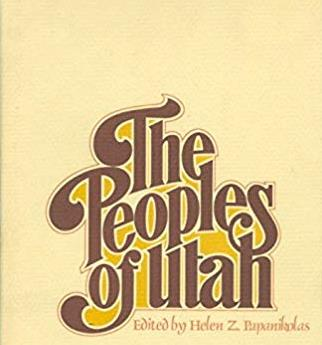 The
Peoples
of Utah
Edited by Helen Z. Papanikolas